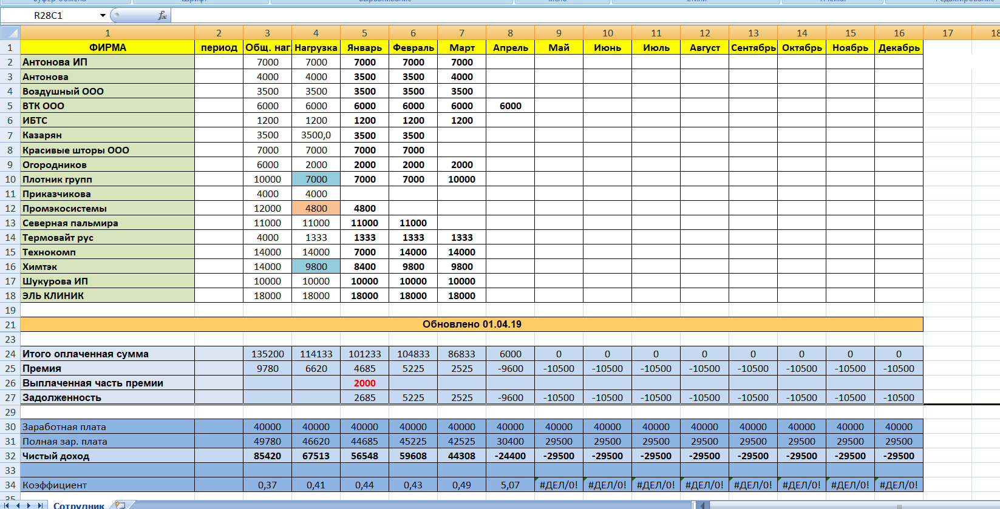 R28C1 fx
1 2 3 4 5 6 7 8 9 10 11 12 13 14 15 16 17 18
1 ФИРМА период Общ. наг Нагрузка Январь Февраль Март Апрель Май Июнь Июль Август Сентябрь Октябрь Ноябрь Декабрь
2 Антонова ИП 7000 7000 7000 7000 7000
3 Антонова 4000 4000 3500 3500 4000
4 Воздушный ООО 3500 3500 3500 3500 3500
5 ВТК ООО 6000 6000 6000 6000 6000 6000
6 ИБТС 1200 1200 1200 1200 1200
7 Казарян 3500 3500,0 3500 3500
8 Красивые шторы ООО 7000 7000 7000 7000
9 Огородников 6000 2000 2000 2000 2000
10 Плотник групп 10000 7000 7000 7000 10000
11 Приказчикова 4000 4000
12 Промэкосистемы 12000 4800 4800
13 Северная пальмира 11000 11000 11000 11000
14 Термовайт рус 4000 1333 1333 1333 1333
15 Технокомп 14000 14000 7000 14000 14000
16 Химтэк 14000 9800 8400 9800 9800
17 Шукурова ИП 10000 10000 10000 10000 10000
18 ЭЛЬ КЛИНИК 18000 18000 18000 18000 18000
19
21 Обновлено 01.04.19
23
24 Итого оплаченная сумма 135200 114133 101233 104833 86833 6000 0 0 0 0 0 0 0 0
25 Премия 9780 6620 4685 5225 2525 -9600 -10500 -10500 -10500 -10500 -10500 -10500 -10500 -10500
26 Выплаченная часть премии 2000
27 Задолженность 2685 5225 2525 -9600 -10500 -10500 -10500 -10500 -10500 -10500 -10500 -10500
29
30 Заработная плата 40000 40000 40000 40000 40000 40000 40000 40000 40000 40000 40000 40000 40000 40000
31 Полная зар. плата 49780 46620 44685 45225 42525 30400 29500 29500 29500 29500 29500 29500 29500 29500
32 Чистый доход 85420 67513 56548 59608 44308 -24400 -29500 -29500 -29500 -29500 -29500 -29500 -29500 -29500
33
34 Коэффициент 0,37 0,41 0,44 0,43 0,49 5,07 #ДЕЛ/0! #ДЕЛ/0! #ДЕЛ/0! #ДЕЛ/0! #ДЕЛ/0! #ДЕЛ/0! #ДЕЛ/0! #ДЕЛ/0!
35
Сотрудник